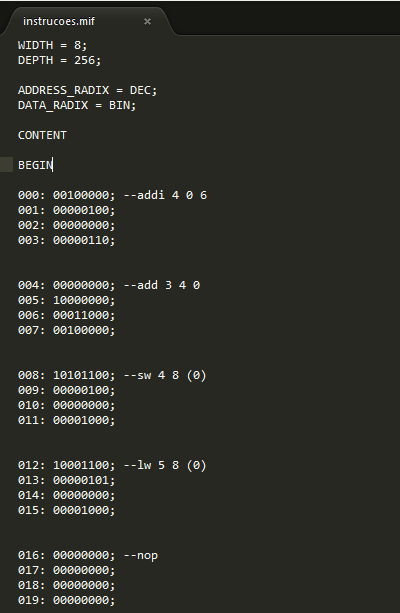 instrucoes.mif ×
WIDTH = 8;
DEPTH = 256;
ADDRESS_RADIX = DEC;
DATA_RADIX = BIN;
CONTENT
BEGIN
000: 00100000; --addi 4 0 6
001: 00000100;
002: 00000000;
003: 00000110;
004: 00000000; --add 3 4 0
005: 10000000;
006: 00011000;
007: 00100000;
008: 10101100; --sw 4 8 (0)
009: 00000100;
010: 00000000;
011: 00001000;
012: 10001100; --lw 5 8 (0)
013: 00000101;
014: 00000000;
015: 00001000;
016: 00000000; --nop
017: 00000000;
018: 00000000;
019: 00000000;